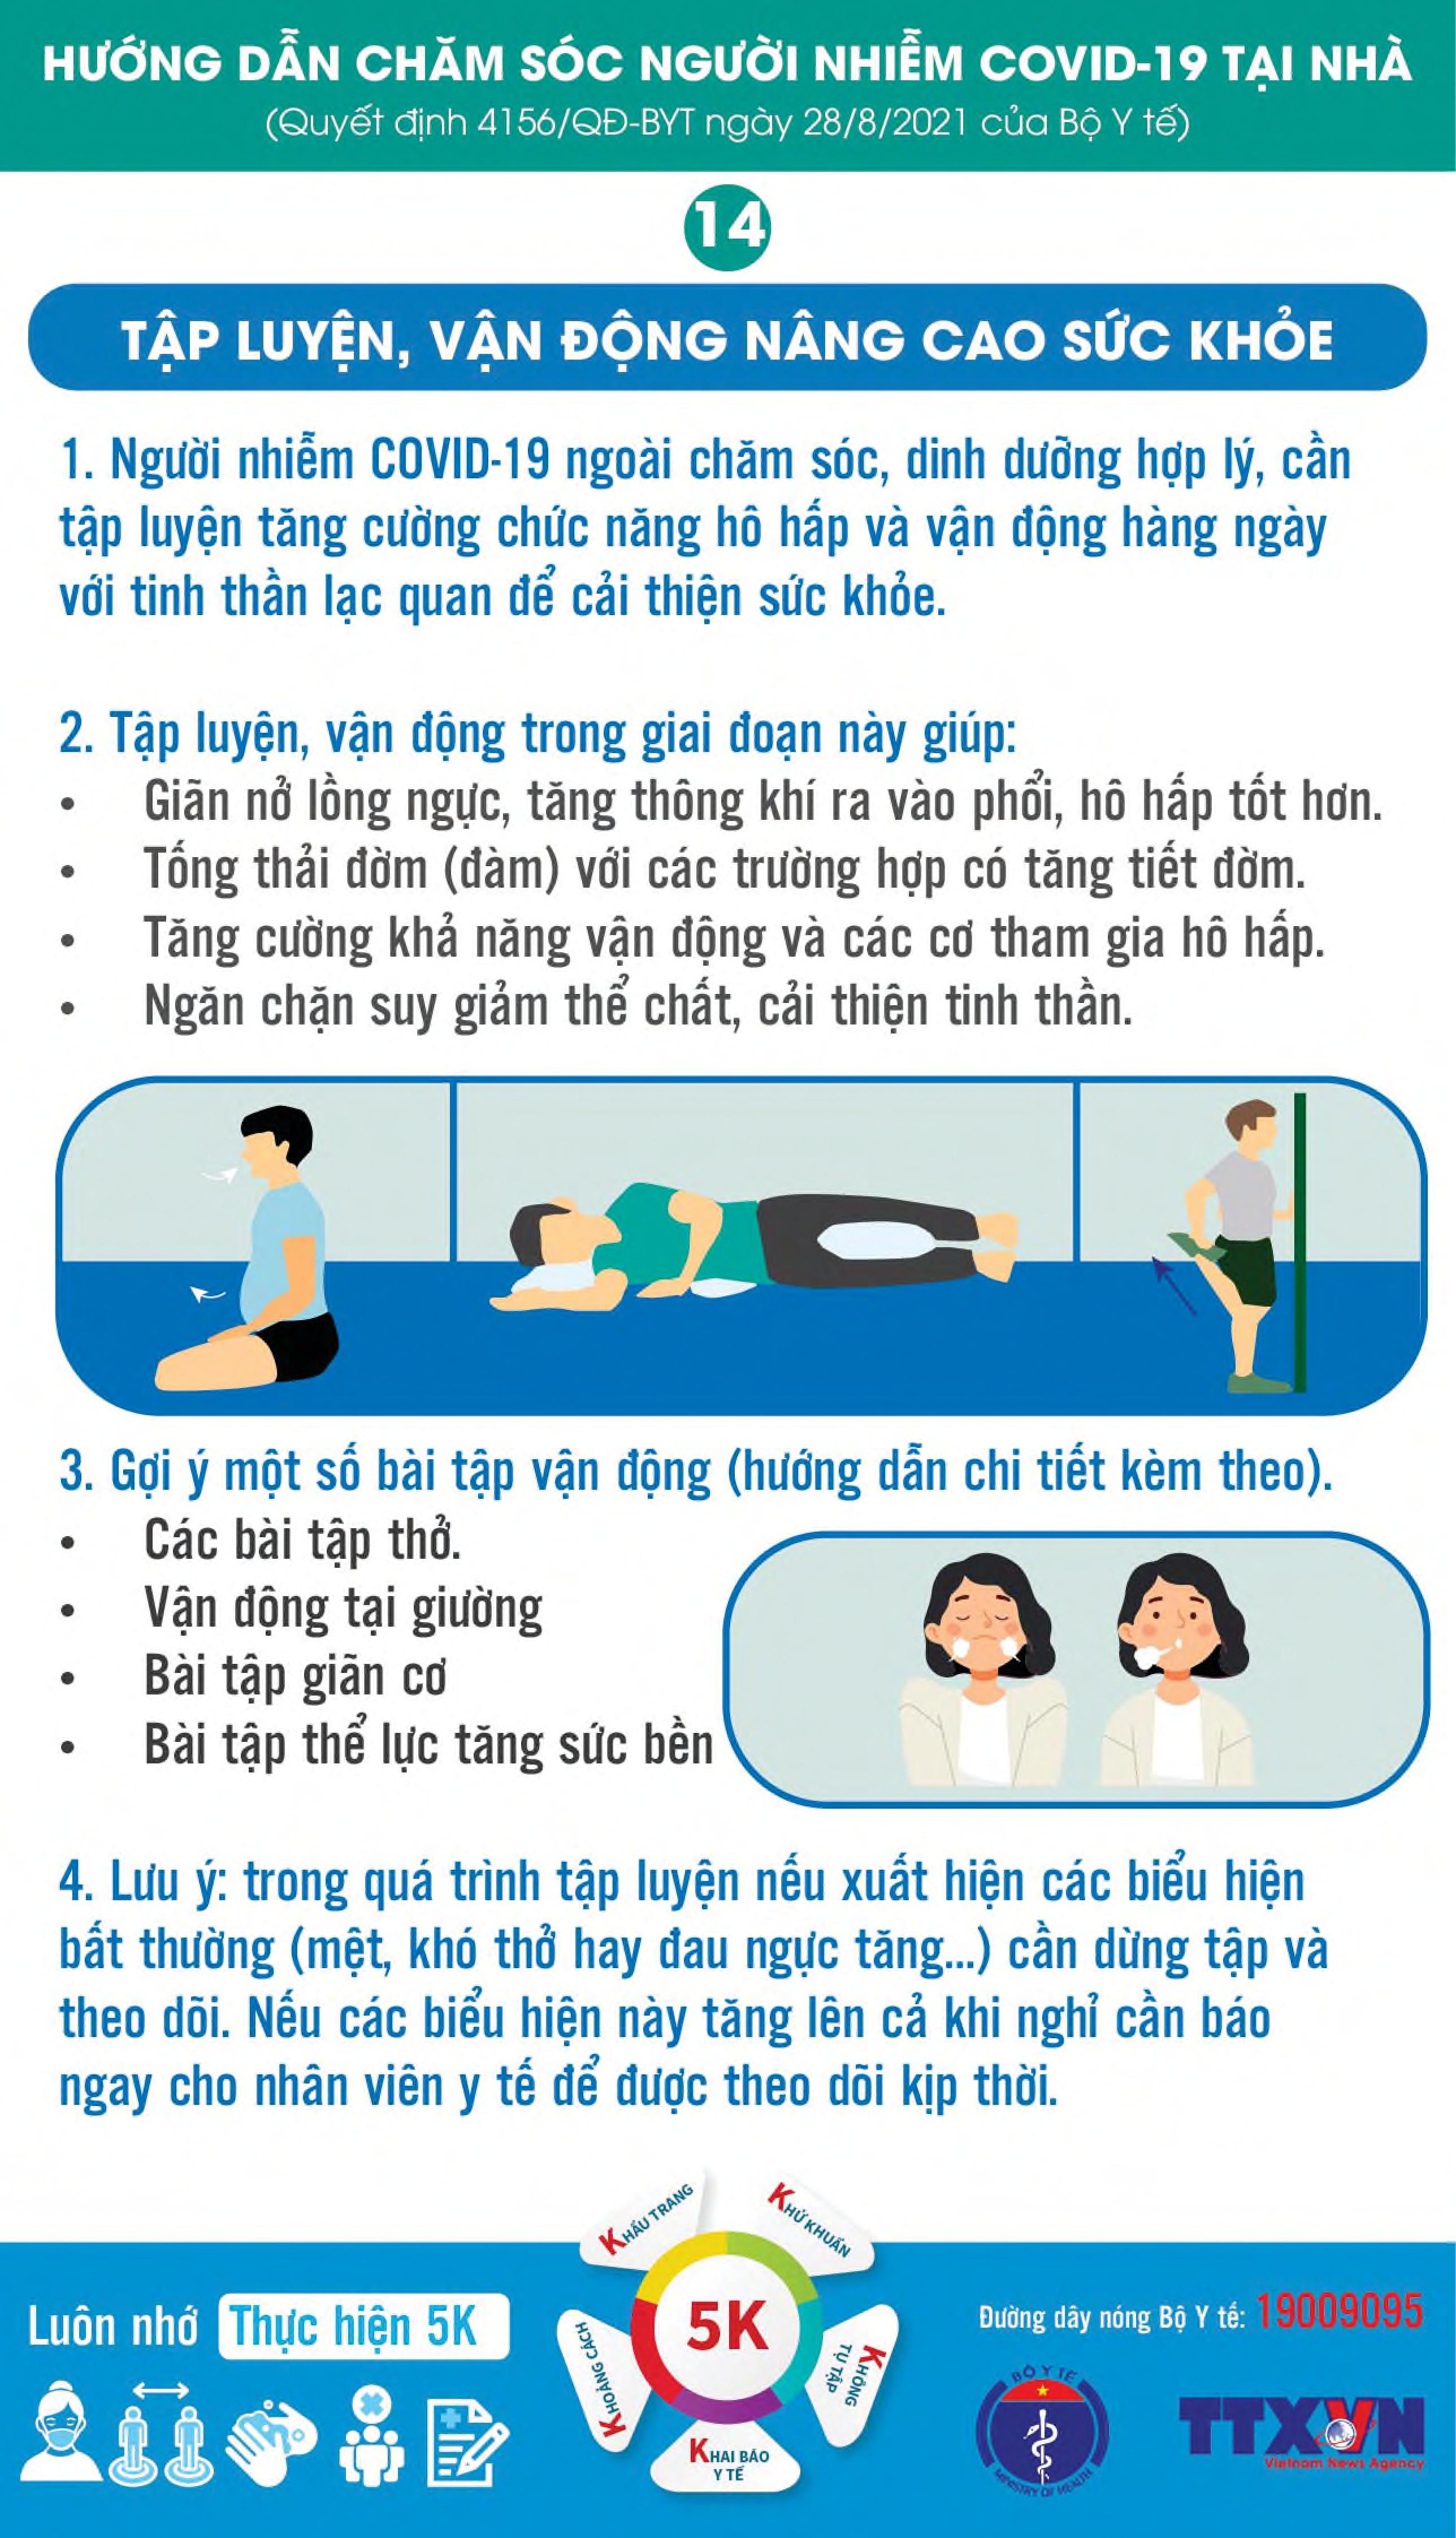 HƯỚNG DẪN CHĂM SÓC NGƯỜI NHIỄM COVID-19 TẠI NHÀ
(Quyết định 4156/QĐ-BYT ngày 28/8/2021 của Bộ Y tế)
14
TẬP LUYỆN, VẬN ĐỘNG NÂNG CAO SỨC KHỎE
1. Người nhiễm COVID-19 ngoài chăm sóc, dinh dưỡng hợp lý, cần
tập luyện tăng cường chức năng hô hấp và vận động hàng ngày
với tinh thần lạc quan để cải thiện sức khỏe.
2. Tập luyện, vận động trong giai đoạn này giúp:
• Giãn nở lồng ngực, tăng thông khí ra vào phổi, hô hấp tốt hơn.
• Tống thải đờm (đàm) với các trường hợp có tăng tiết đờm.
• Tăng cường khả năng vận động và các cơ tham gia hô hấp.
• Ngăn chặn suy giảm thể chất, cải thiện tinh thần.
3. Gợi ý một số bài tập vận động (hướng dẫn chi tiết kèm theo).
• Các bài tập thở.
• Vận động tại giường
• Bài tập giãn cơ
• Bài tập thể lực tăng sức bền
4. Lưu ý: trong quá trình tập luyện nếu xuất hiện các biểu hiện
bất thường (mệt, khó thở hay đau ngực tăng...) cần dừng tập và
theo dõi. Nếu các biểu hiện này tăng lên cả khi nghỉ cần báo
ngay cho nhân viên y tế để được theo dõi kịp thời.
Luôn nhớ Thực hiện 5K
KHẨU TRANG
KHỬ KHUẨN
KHOẢNG CÁCH
5K
KHÔNG
TỤ TẬP
KHAI BÁO
Y TẾ
Đường dây nóng Bộ Y tế: 19009095
BỘ Y TẾ
MINISTRY OF HEALTH
TTXVN
Vietnam News Agency